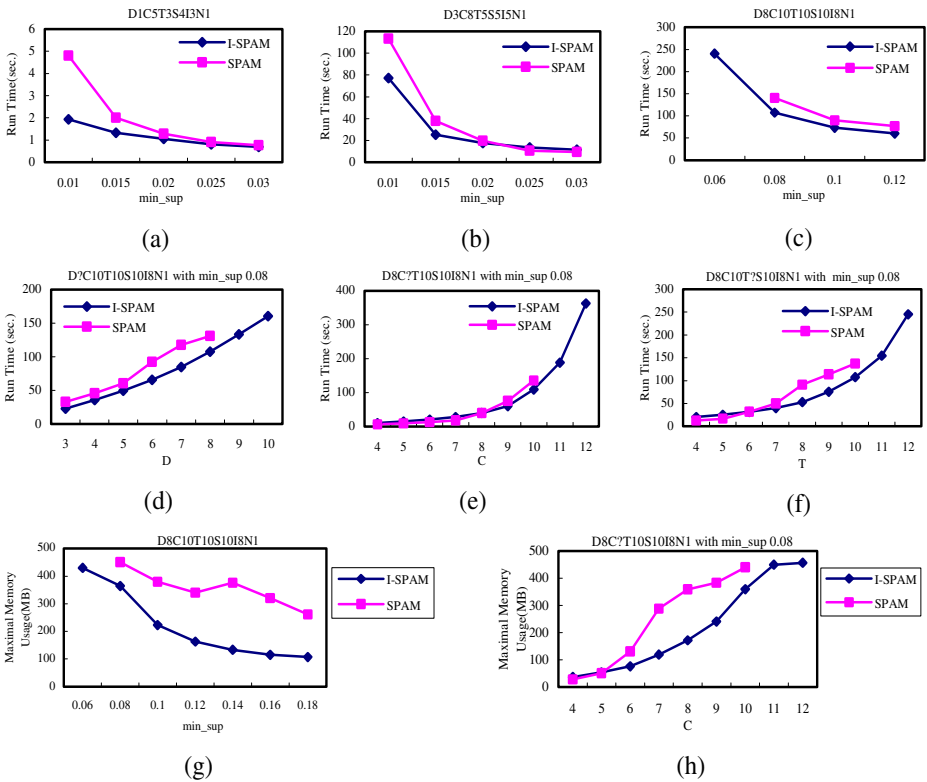 D1C5T3S4I3N1
Run Time(sec.)
6
5
4
3
2
1
0
I-SPAM
SPAM
0.01 0.015 0.02 0.025 0.03
min_sup
(a)
D3C8T5S5I5N1
Run Time (sec.)
120
100
80
60
40
20
0
I-SPAM
SPAM
0.01 0.015 0.02 0.025 0.03
min_sup
(b)
D8C10T10S10I8N1
Run Time (sec.)
300
250
200
150
100
50
0
I-SPAM
SPAM
0.06 0.08 0.1 0.12
min_sup
(c)
D?C10T10S10I8N1 with min_sup 0.08
Run Time (sec.)
200
150
100
50
0
I-SPAM
SPAM
3 4 5 6 7 8 9 10
D
(d)
D8C?T10S10I8N1 with min_sup 0.08
Run Time (sec.)
400
300
200
100
0
I-SPAM
SPAM
4 5 6 7 8 9 10 11 12
C
(e)
D8C10T?S10I8N1 with min_sup 0.08
Run Time (sec.)
300
250
200
150
100
50
0
I-SPAM
SPAM
4 5 6 7 8 9 10 11 12
T
(f)
D8C10T10S10I8N1
Maximal Memory
Usage(MB)
500
400
300
200
100
0
I-SPAM
SPAM
0.06 0.08 0.1 0.12 0.14 0.16 0.18
min_sup
(g)
D8C?T10S10I8N1 with min_sup 0.08
Maximal Memory
Usage(MB)
500
400
300
200
100
0
I-SPAM
SPAM
4 5 6 7 8 9 10 11 12
C
(h)